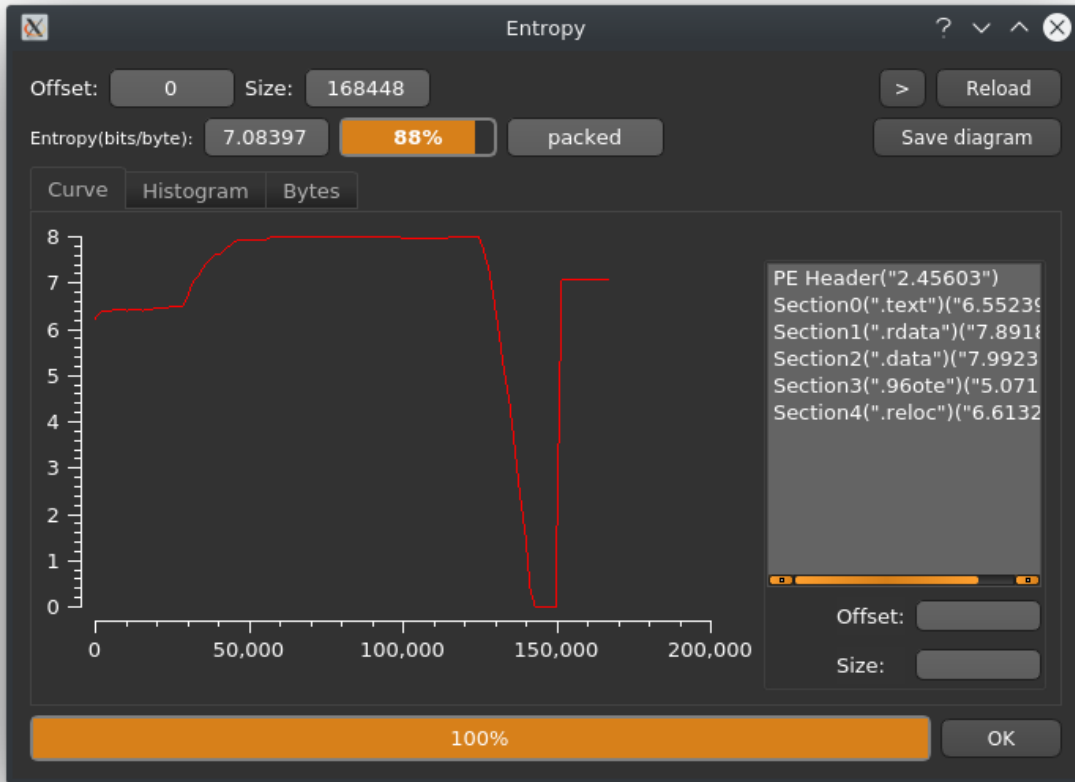 Entropy
Offset: 0 Size: 168448 > Reload
Entropy(bits/byte): 7.08397 88% packed Save diagram
Curve Histogram Bytes
8
7
6
5
4
3
2
1
0
0 50,000 100,000 150,000 200,000
PE Header("2.45603")
Section0(".text")("6.55239
Section1(".rdata")("7.8918
Section2(".data")("7.9923
Section3(".96ote")("5.071
Section4(".reloc")("6.6132
Offset:
Size:
100% OK